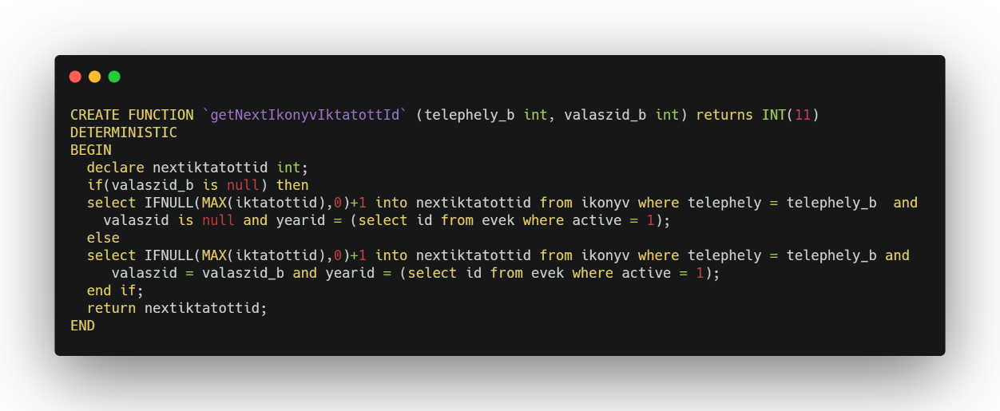 CREATE FUNCTION `getNextIkonyvIktatottId` (telephely_b int, valaszid_b int) returns INT(11)
DETERMINISTIC
BEGIN
  declare nextiktatottid int;
  if(valaszid_b is null) then
  select IFNULL(MAX(iktatottid),0)+1 into nextiktatottid from ikonyv where telephely = telephely_b  and
    valaszid is null and yearid = (select id from evek where active = 1);
  else
  select IFNULL(MAX(iktatottid),0)+1 into nextiktatottid from ikonyv where telephely = telephely_b and
     valaszid = valaszid_b and yearid = (select id from evek where active = 1);
  end if;
  return nextiktatottid;
END